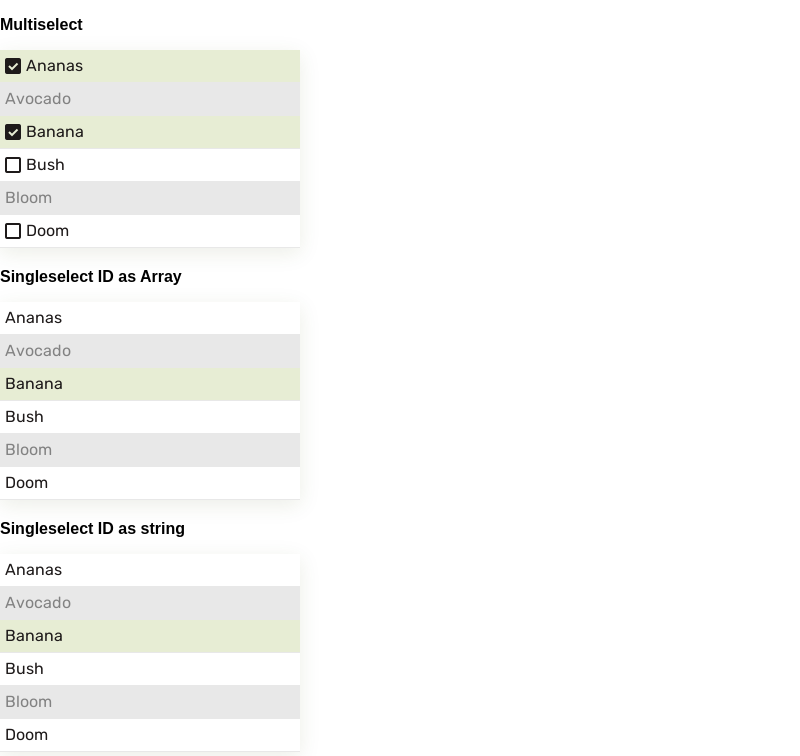 Multiselect
Ananas
Avocado
Banana
Bush
Bloom
Doom
Singleselect ID as Array
Ananas
Avocado
Banana
Bush
Bloom
Doom
Singleselect ID as string
Ananas
Avocado
Banana
Bush
Bloom
Doom